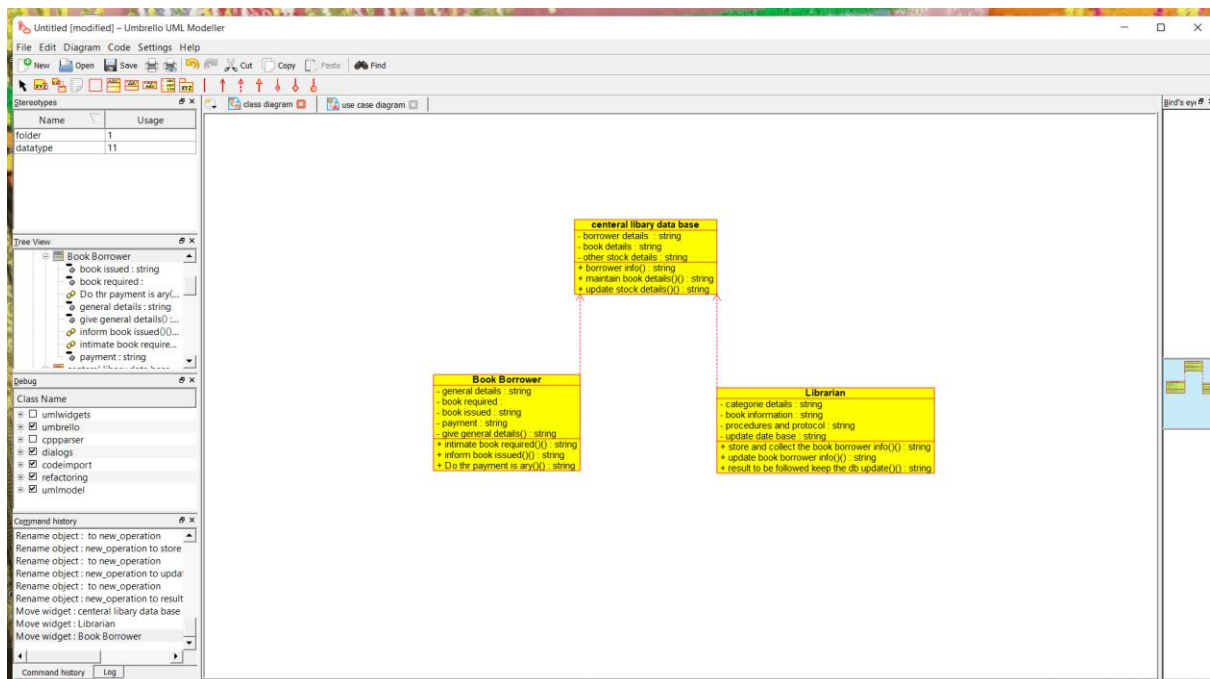 Untitled [modified] – Umbrello UML Modeller
File Edit Diagram Code Settings Help
New Open Save Cut Copy Paste Find
Stereotypes
Name Usage
folder 1
datatype 11
Tree View
Book Borrower
book issued : string
book required :
Do thr payment is ary(...
general details : string
give general details() :...
inform book issued()()...
intimate book require...
payment : string
Debug
Class Name
umlwidgets
umbrello
cppparser
dialogs
codeimport
refactoring
umlmodel
Command history
Rename object : to new_operation
Rename object : new_operation to store
Rename object : to new_operation
Rename object : new_operation to updat
Rename object : to new_operation
Rename object : new_operation to result
Move widget : centeral libary data base
Move widget : Librarian
Move widget : Book Borrower
Command history Log
class diagram use case diagram
centeral libary data base
- borrower details : string
- book details : string
- other stock details : string
+ borrower info() : string
+ maintain book details()() : string
+ update stock details()() : string
Book Borrower
- general details : string
- book required :
- book issued : string
- payment : string
- give general details() : string
+ intimate book required()() : string
+ inform book issued()() : string
+ Do thr payment is ary()() : string
Librarian
- categorie details : string
- book information : string
- procedures and protocol : string
- update date base : string
+ store and collect the book borrower info()() : string
+ update book borrower info()() : string
+ result to be followed keep the db update()() : string
Bird's eye